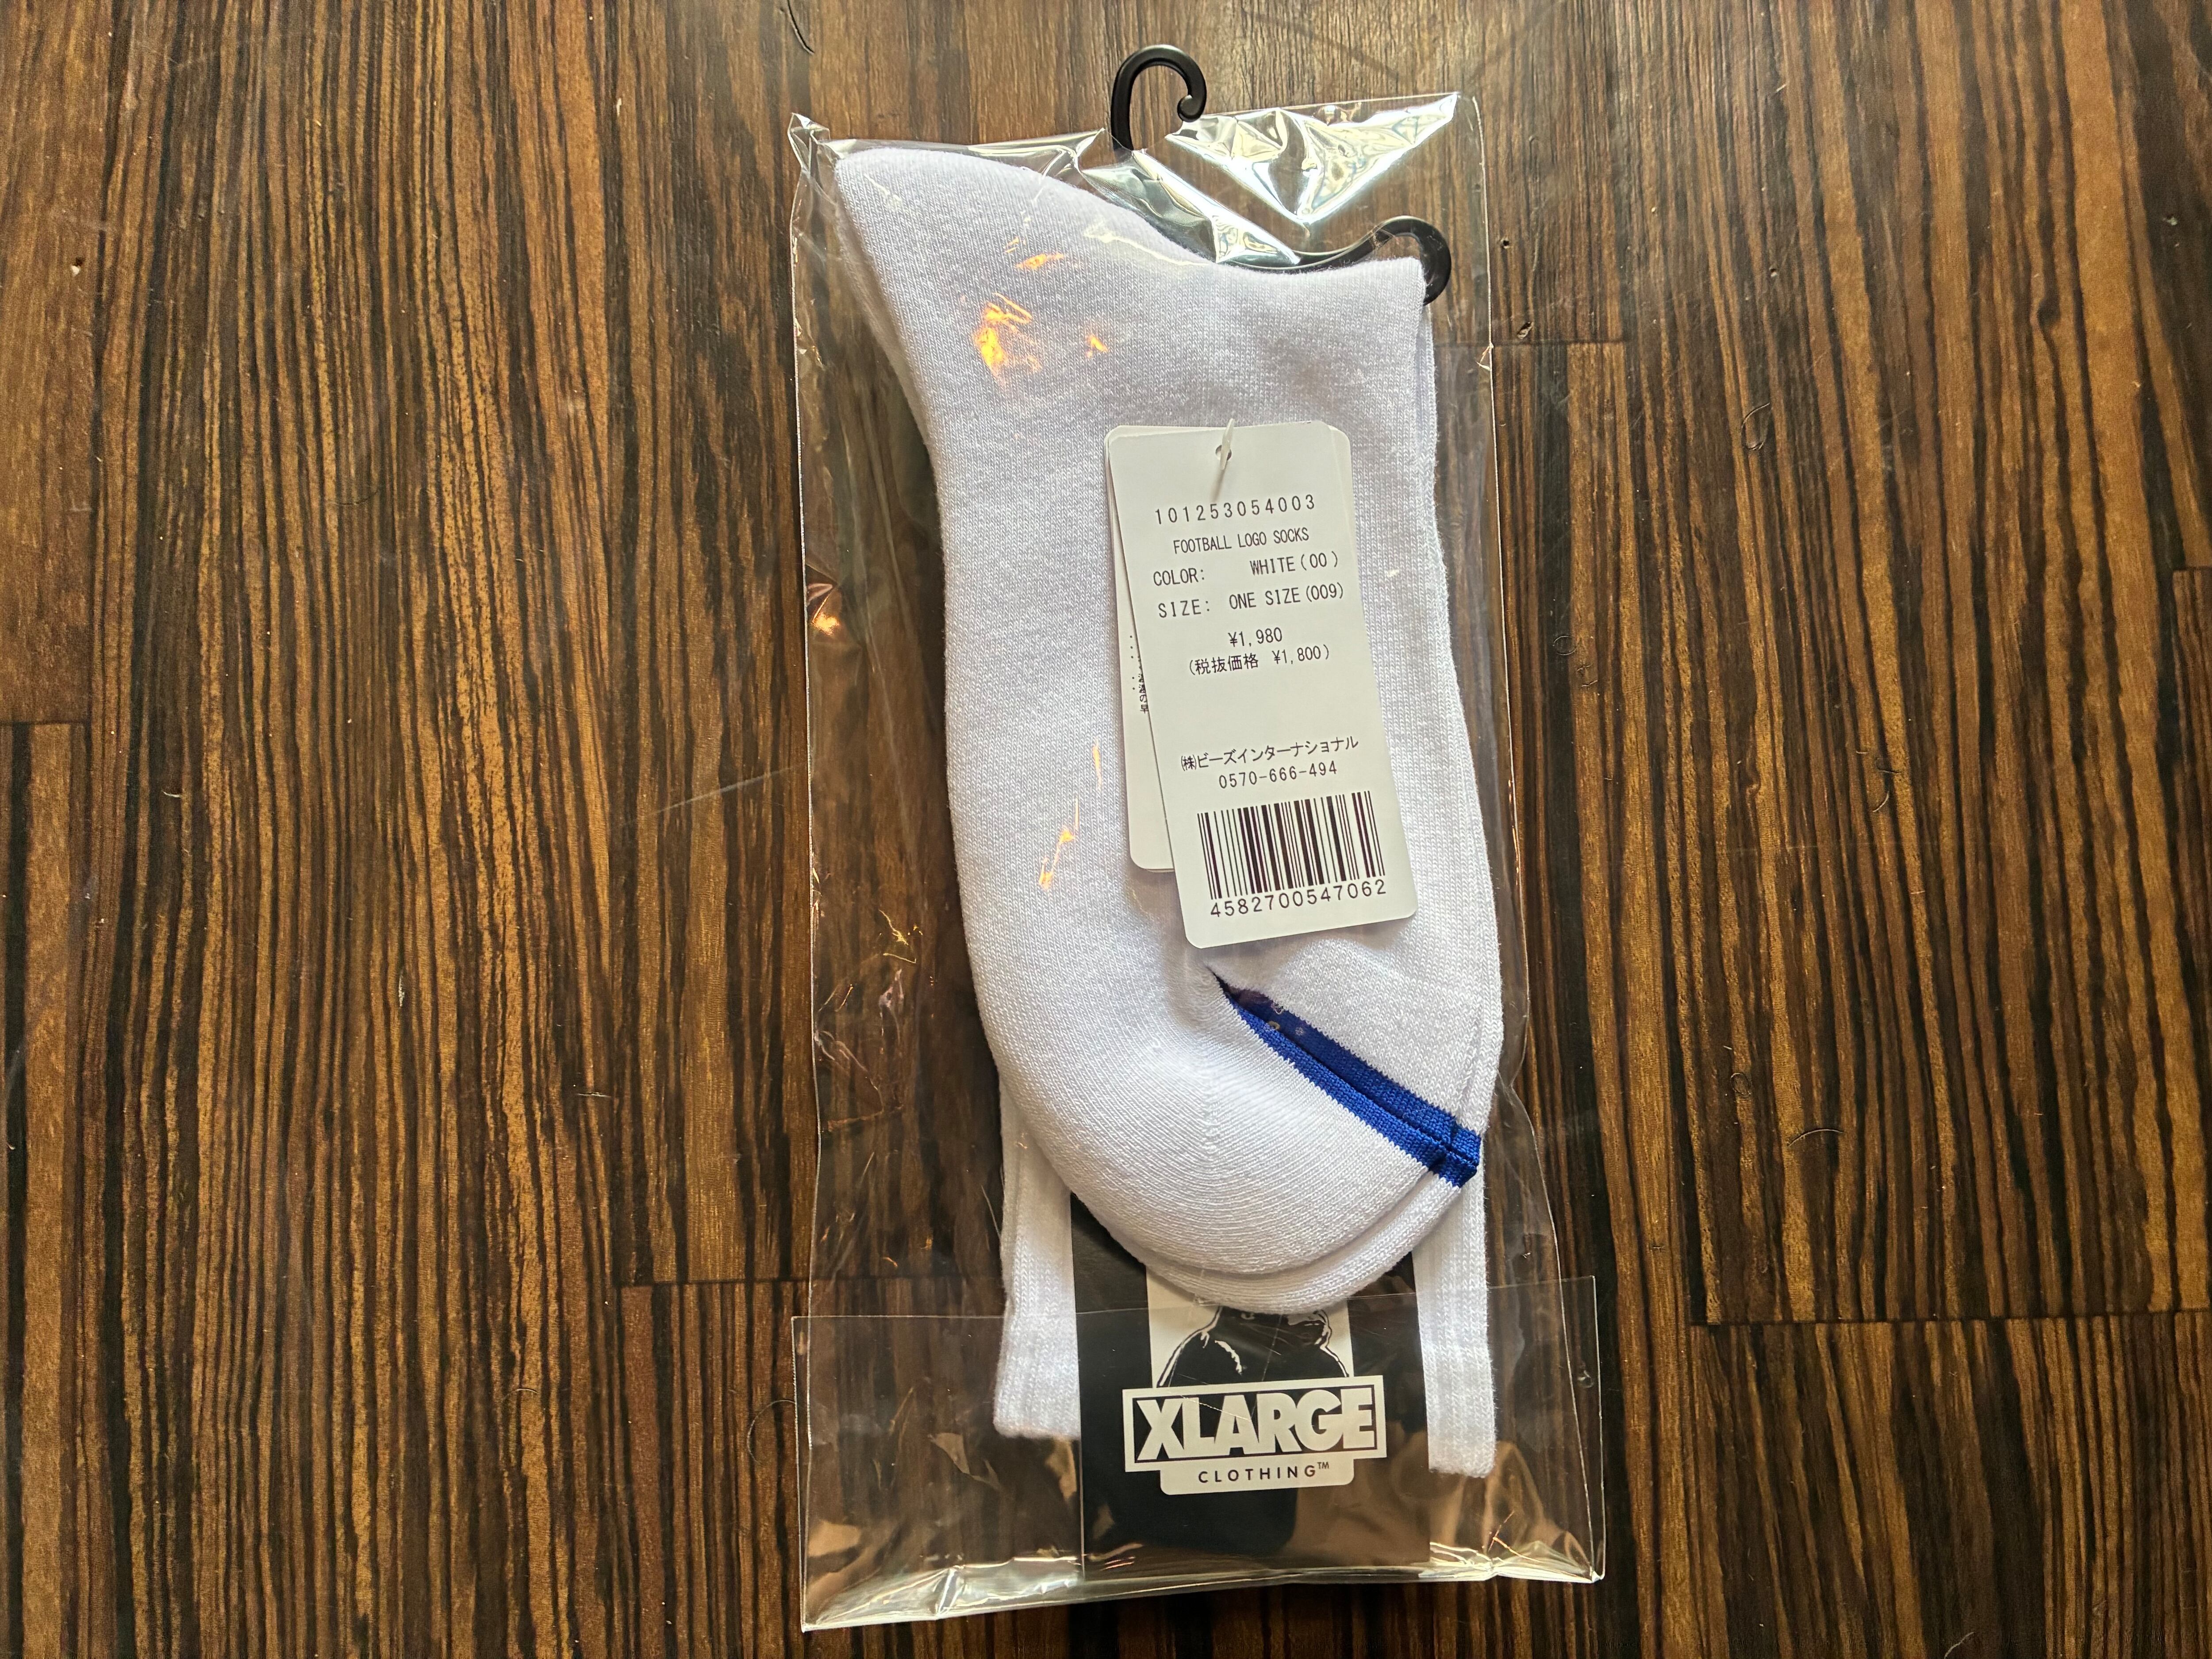 101253054003
FOOTBALL LOGO SOCKS
COLOR: WHITE(00)
SIZE: ONE SIZE(009)
¥1,980
(税抜価格 ¥1,800)
㈱ビーズインターナショナル
0570-666-494
4582700547062
XLARGE
CLOTHING™